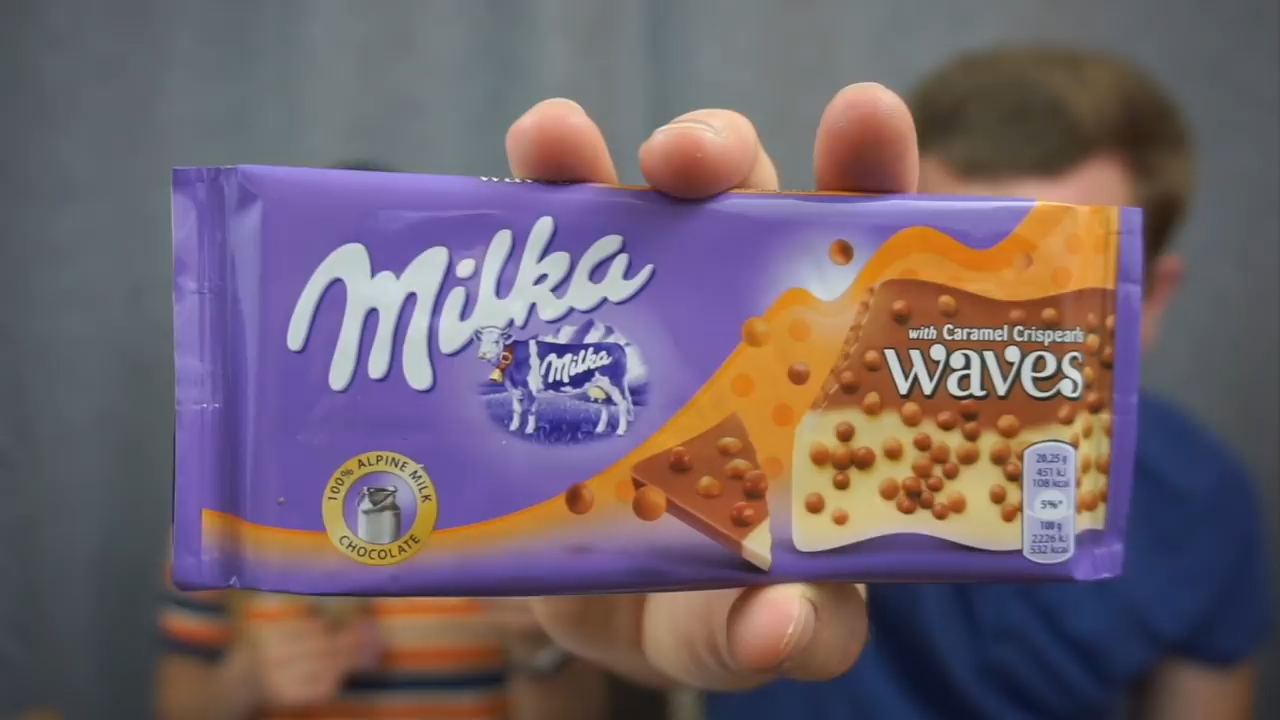 waves
Milka
Milka
100% ALPINE MILK
CHOCOLATE
with Caramel Crispearls
waves
20,25 g
451 kJ
108 kcal
5%*
100 g
2226 kJ
532 kcal